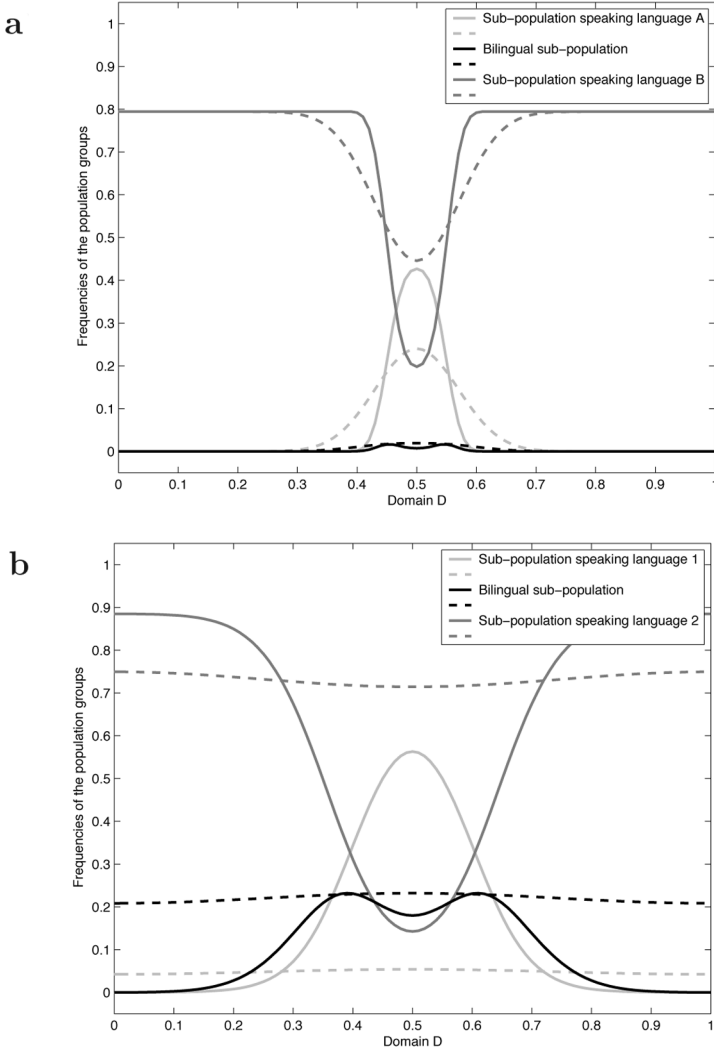 a
Sub-population speaking language A
Bilingual sub-population
Sub-population speaking language B
Frequencies of the population groups
1
0.9
0.8
0.7
0.6
0.5
0.4
0.3
0.2
0.1
0
0 0.1 0.2 0.3 0.4 0.5 0.6 0.7 0.8 0.9 1
Domain D
b
Sub-population speaking language 1
Bilingual sub-population
Sub-population speaking language 2
Frequencies of the population groups
1
0.9
0.8
0.7
0.6
0.5
0.4
0.3
0.2
0.1
0
0 0.1 0.2 0.3 0.4 0.5 0.6 0.7 0.8 0.9 1
Domain D